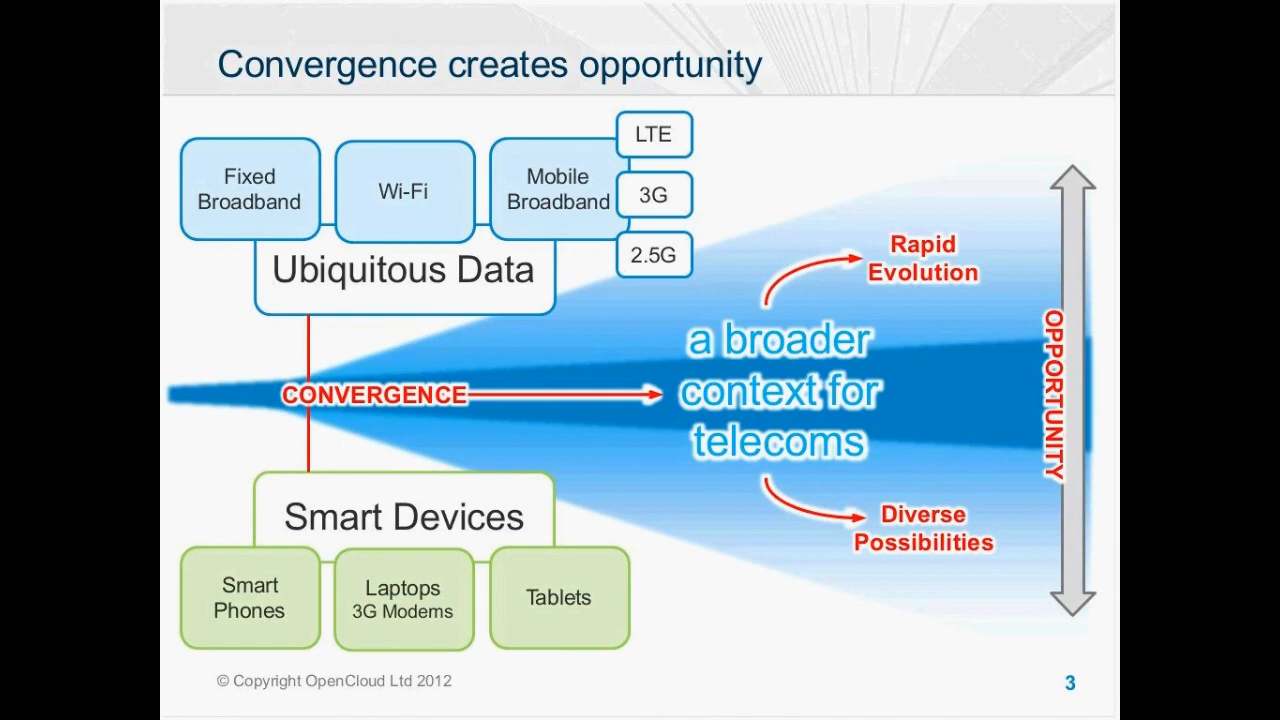 Convergence creates opportunity
Fixed
Broadband
Wi-Fi
Mobile
Broadband
LTE
3G
2.5G
Ubiquitous Data
Rapid
Evolution
a broader
context for
telecoms
CONVERGENCE
OPPORTUNITY
Smart Devices
Diverse
Possibilities
Smart
Phones
Laptops
3G Modems
Tablets
© Copyright OpenCloud Ltd 2012
3